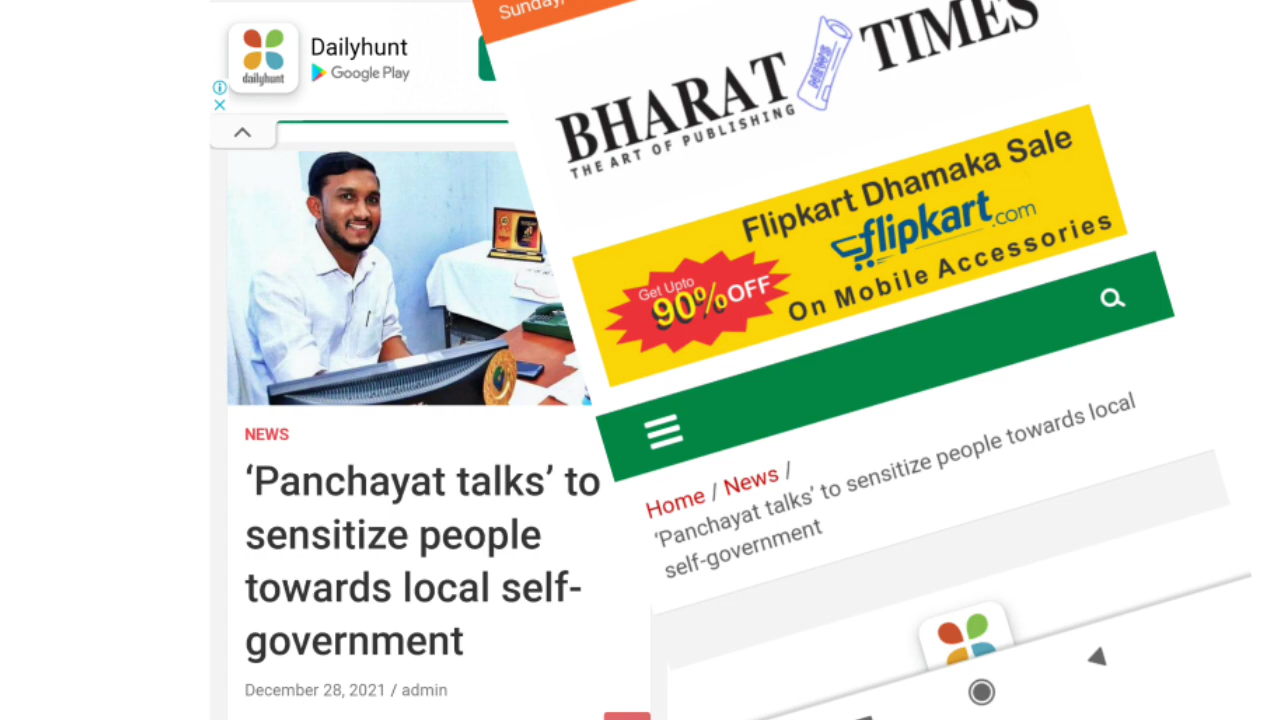 Dailyhunt
Google Play
dailyhunt
NEWS
‘Panchayat talks’ to
sensitize people
towards local self-
government
December 28, 2021 / admin
Sunday,
BHARAT TIMES
NEWS
THE ART OF PUBLISHING
Flipkart Dhamaka Sale
flipkart.com
Get Upto
90% OFF
On Mobile Accessories
Home / News /
‘Panchayat talks’ to sensitize people towards local
self-government